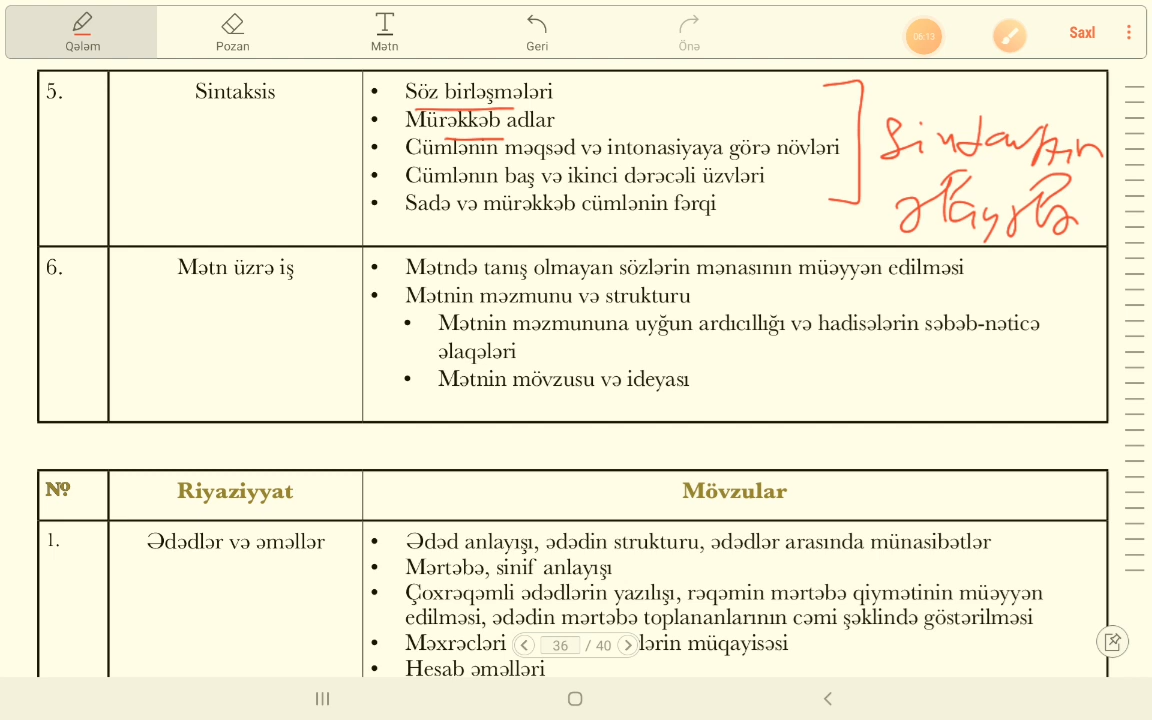 Qələm Pozan Mətn Geri Önə 06:13 Saxl
5. Sintaksis • Söz birləşmələri
• Mürəkkəb adlar
• Cümlənin məqsəd və intonasiyaya görə növləri
• Cümlənın baş və ikinci dərəcəli üzvləri
• Sadə və mürəkkəb cümlənin fərqi
6. Mətn üzrə iş • Mətndə tanış olmayan sözlərin mənasının müəyyən edilməsi
• Mətnin məzmunu və strukturu
• Mətnin məzmununa uyğun ardıcıllığı və hadisələrin səbəb-nəticə
əlaqələri
• Mətnin mövzusu və ideyası
Nº Riyaziyyat Mövzular
1. Ədədlər və əməllər • Ədəd anlayışı, ədədin strukturu, ədədlər arasında münasibətlər
• Mərtəbə, sinif anlayışı
• Çoxrəqəmli ədədlərin yazılışı, rəqəmin mərtəbə qiymətinin müəyyən
edilməsi, ədədin mərtəbə toplananlarının cəmi şəklində göstərilməsi
• Məxrəcləri lərin müqayisəsi
36 / 40
• Hesab əməlləri